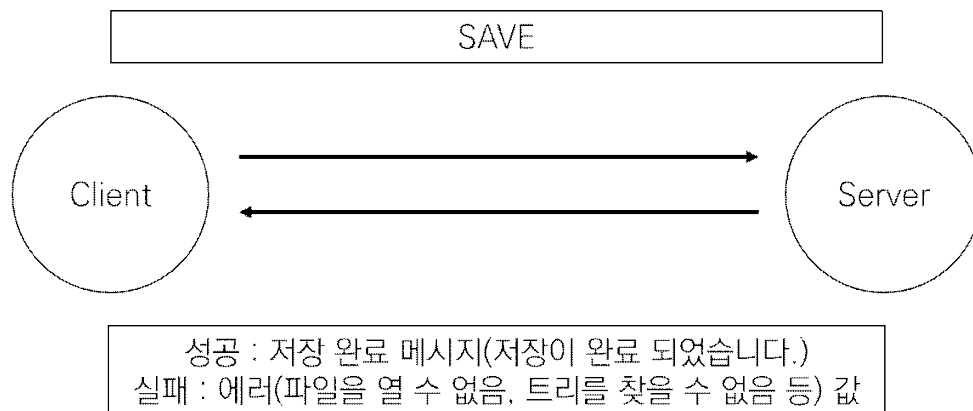 SAVE
Client
Server
성공 : 저장 완료 메시지(저장이 완료 되었습니다.)
실패 : 에러(파일을 열 수 없음, 트리를 찾을 수 없음 등) 값